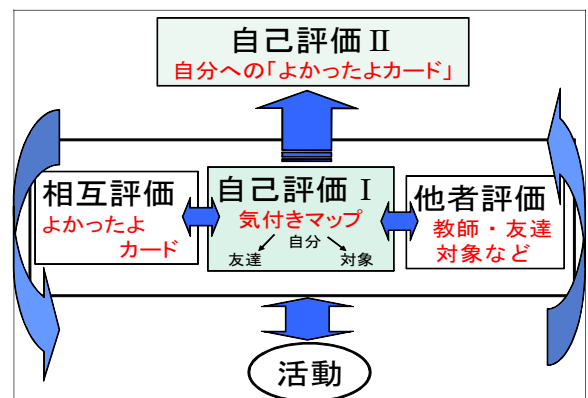 自己評価Ⅱ
自分への「よかったよカード」
相互評価
よかったよ
カード
自己評価Ⅰ
気付きマップ
自分
友達
対象
他者評価
教師・友達
対象など
活動